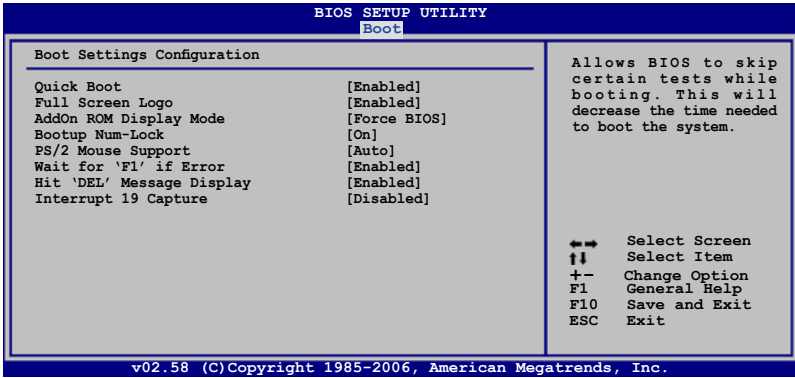 BIOS SETUP UTILITY
Boot
Boot Settings Configuration
Quick Boot [Enabled]
Full Screen Logo [Enabled]
AddOn ROM Display Mode [Force BIOS]
Bootup Num-Lock [On]
PS/2 Mouse Support [Auto]
Wait for ‘F1’ if Error [Enabled]
Hit ‘DEL’ Message Display [Enabled]
Interrupt 19 Capture [Disabled]
Allows BIOS to skip
certain tests while
booting. This will
decrease the time needed
to boot the system.
←→ Select Screen
↑↓ Select Item
+- Change Option
F1 General Help
F10 Save and Exit
ESC Exit
v02.58 (C)Copyright 1985-2006, American Megatrends, Inc.